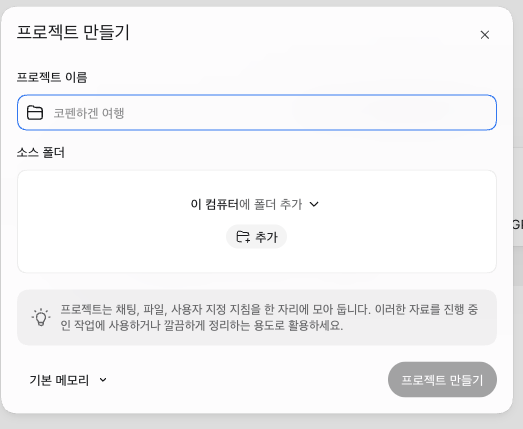 프로젝트 만들기
프로젝트 이름
코펜하겐 여행
소스 폴더
이 컴퓨터에 폴더 추가
추가
프로젝트는 채팅, 파일, 사용자 지정 지침을 한 자리에 모아 둡니다. 이러한 자료를 진행 중
인 작업에 사용하거나 깔끔하게 정리하는 용도로 활용하세요.
기본 메모리
프로젝트 만들기